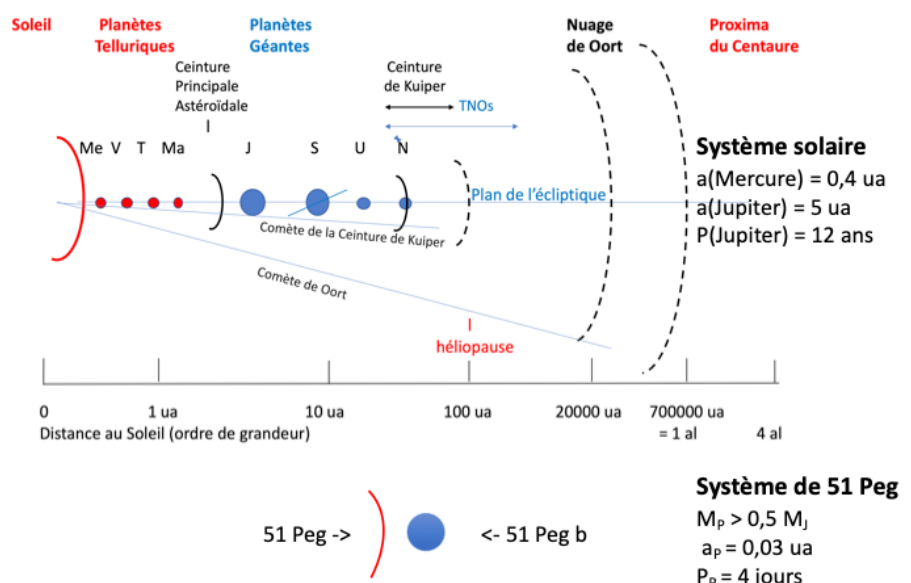 Soleil
Planètes
Telluriques
Planètes
Géantes
Nuage
de Oort
Proxima
du Centaure
Ceinture
Principale
Astéroïdale
Ceinture
de Kuiper
TNOs
Me V T Ma J S U N
Système solaire
a(Mercure) = 0,4 ua
a(Jupiter) = 5 ua
P(Jupiter) = 12 ans
Plan de l'écliptique
Comète de la Ceinture de Kuiper
Comète de Oort
héliopause
0 1 ua 10 ua 100 ua 20000 ua 700000 ua
Distance au Soleil (ordre de grandeur) = 1 al 4 al
Système de 51 Peg
51 Peg -> <- 51 Peg b
Mₚ > 0,5 Mⱼ
aₚ = 0,03 ua
Pₚ = 4 jours